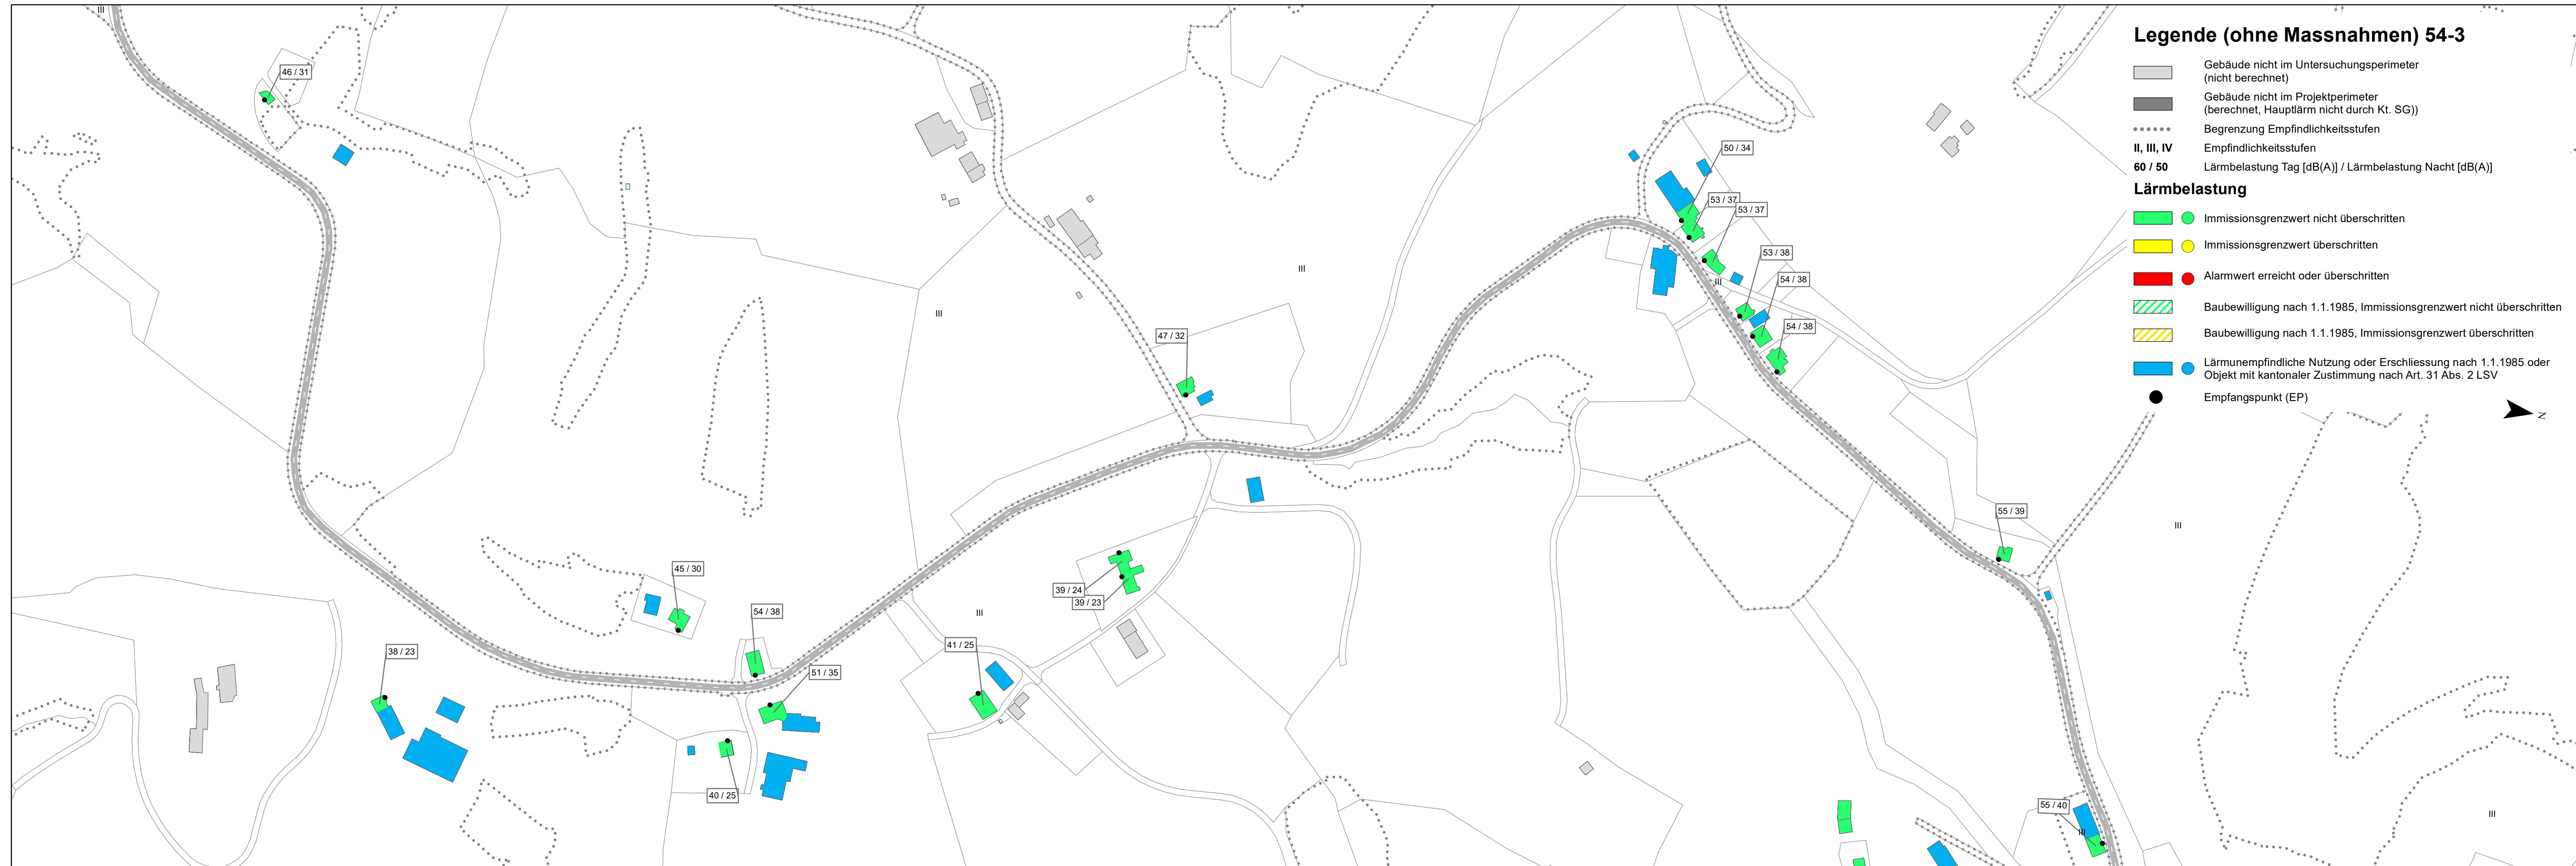 III
46 / 31
50 / 34
53 / 37
53 / 37
53 / 38
III
III
54 / 38
III
54 / 38
47 / 32
55 / 39
III
45 / 30
39 / 24
39 / 23
54 / 38
III
41 / 25
38 / 23
51 / 35
40 / 25
55 / 40
III
III
Legende (ohne Massnahmen) 54-3
Gebäude nicht im Untersuchungsperimeter
(nicht berechnet)
Gebäude nicht im Projektperimeter
(berechnet, Hauptlärm nicht durch Kt. SG))
Begrenzung Empfindlichkeitsstufen
II, III, IV Empfindlichkeitsstufen
60 / 50 Lärmbelastung Tag [dB(A)] / Lärmbelastung Nacht [dB(A)]
Lärmbelastung
Immissionsgrenzwert nicht überschritten
Immissionsgrenzwert überschritten
Alarmwert erreicht oder überschritten
Baubewilligung nach 1.1.1985, Immissionsgrenzwert nicht überschritten
Baubewilligung nach 1.1.1985, Immissionsgrenzwert überschritten
Lärmunempfindliche Nutzung oder Erschliessung nach 1.1.1985 oder
Objekt mit kantonaler Zustimmung nach Art. 31 Abs. 2 LSV
Empfangspunkt (EP)
N